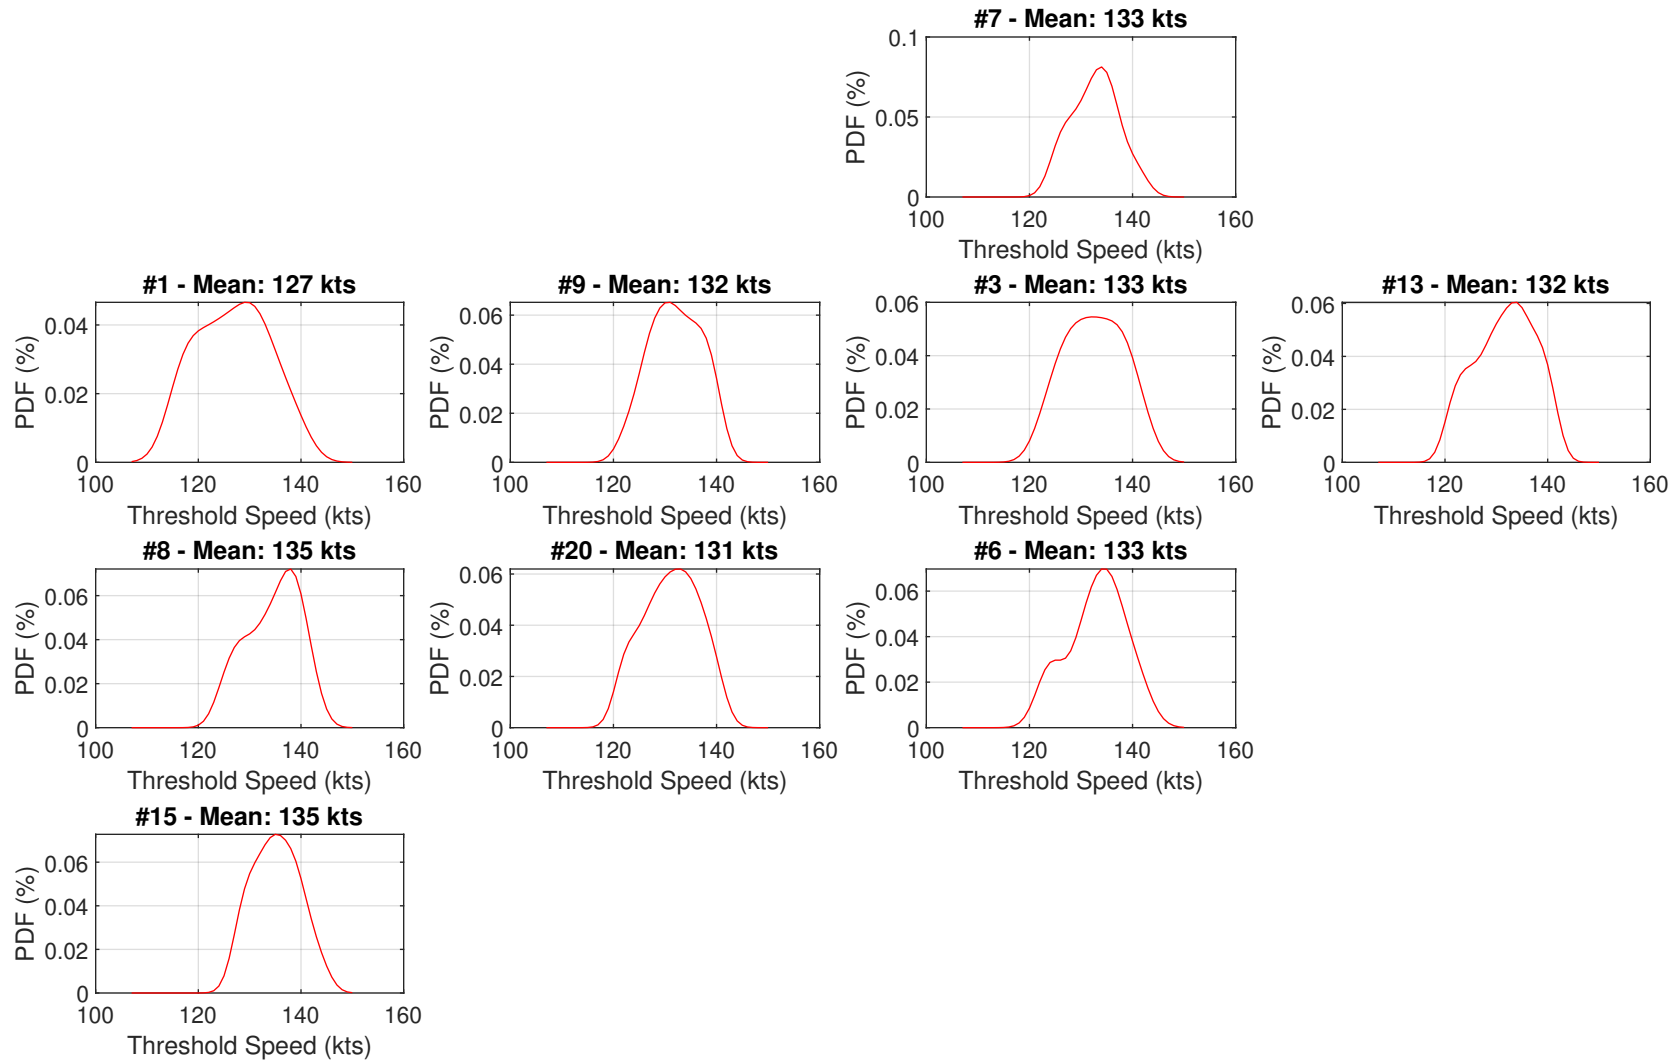 #7 - Mean: 133 kts
0.1
0.05
0
PDF (%)
100 120 140 160
Threshold Speed (kts)
#1 - Mean: 127 kts
0.04
0.02
0
PDF (%)
100 120 140 160
Threshold Speed (kts)
#9 - Mean: 132 kts
0.06
0.04
0.02
0
PDF (%)
100 120 140 160
Threshold Speed (kts)
#3 - Mean: 133 kts
0.06
0.04
0.02
0
PDF (%)
100 120 140 160
Threshold Speed (kts)
#13 - Mean: 132 kts
0.06
0.04
0.02
0
PDF (%)
100 120 140 160
Threshold Speed (kts)
#8 - Mean: 135 kts
0.06
0.04
0.02
0
PDF (%)
100 120 140 160
Threshold Speed (kts)
#20 - Mean: 131 kts
0.06
0.04
0.02
0
PDF (%)
100 120 140 160
Threshold Speed (kts)
#6 - Mean: 133 kts
0.06
0.04
0.02
0
PDF (%)
100 120 140 160
Threshold Speed (kts)
#15 - Mean: 135 kts
0.06
0.04
0.02
0
PDF (%)
100 120 140 160
Threshold Speed (kts)